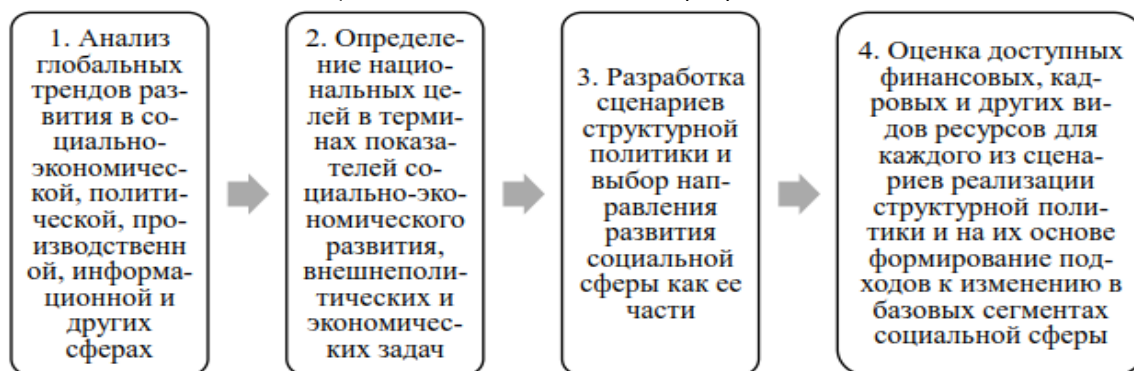 1. Анализ
глобальных
трендов раз-
вития в со-
циально-
экономичес-
кой, полити-
ческой, про-
изводственн
ой, информа-
ционной и
других
сферах
2. Определе-
ние нацио-
нальных це-
лей в терми-
нах показа-
телей со-
циально-эко-
номического
развития,
внешнеполи-
тических и
экономичес-
ких задач
3. Разработка
сценариев
структурной
политики и
выбор нап-
равления
развития
социальной
сферы как ее
части
4. Оценка доступных
финансовых, кад-
ровых и других ви-
дов ресурсов для
каждого из сцена-
риев реализации
структурной поли-
тики и на их основе
формирование под-
ходов к изменению в
базовых сегментах
социальной сферы